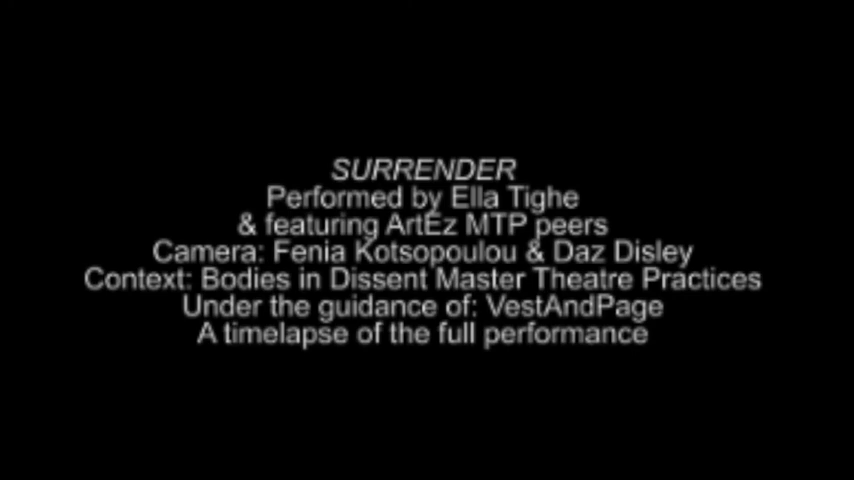 SURRENDER
Performed by Ella Tighe
& featuring ArtEz MTP peers
Camera: Fenia Kotsopoulou & Daz Disley
Context: Bodies in Dissent Master Theatre Practices
Under the guidance of: VestAndPage
A timelapse of the full performance